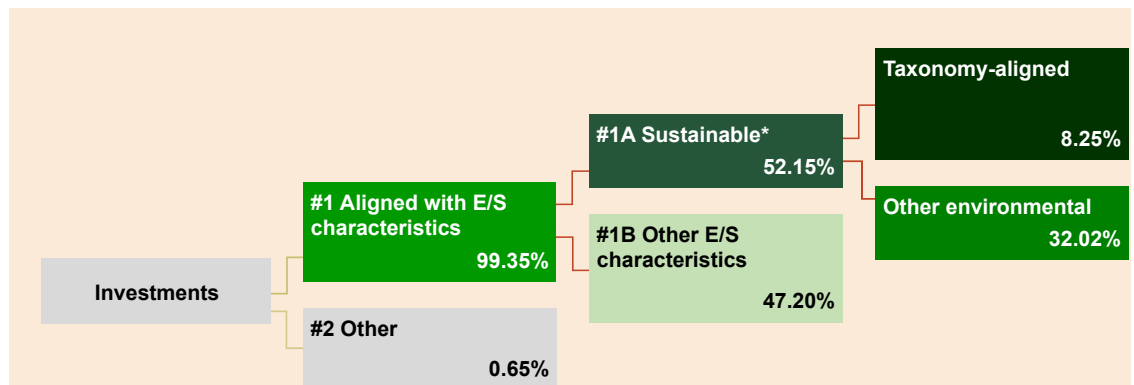 Investments
#1 Aligned with E/S
characteristics
99.35%
#2 Other
0.65%
#1A Sustainable*
52.15%
#1B Other E/S
characteristics
47.20%
Taxonomy-aligned
8.25%
Other environmental
32.02%